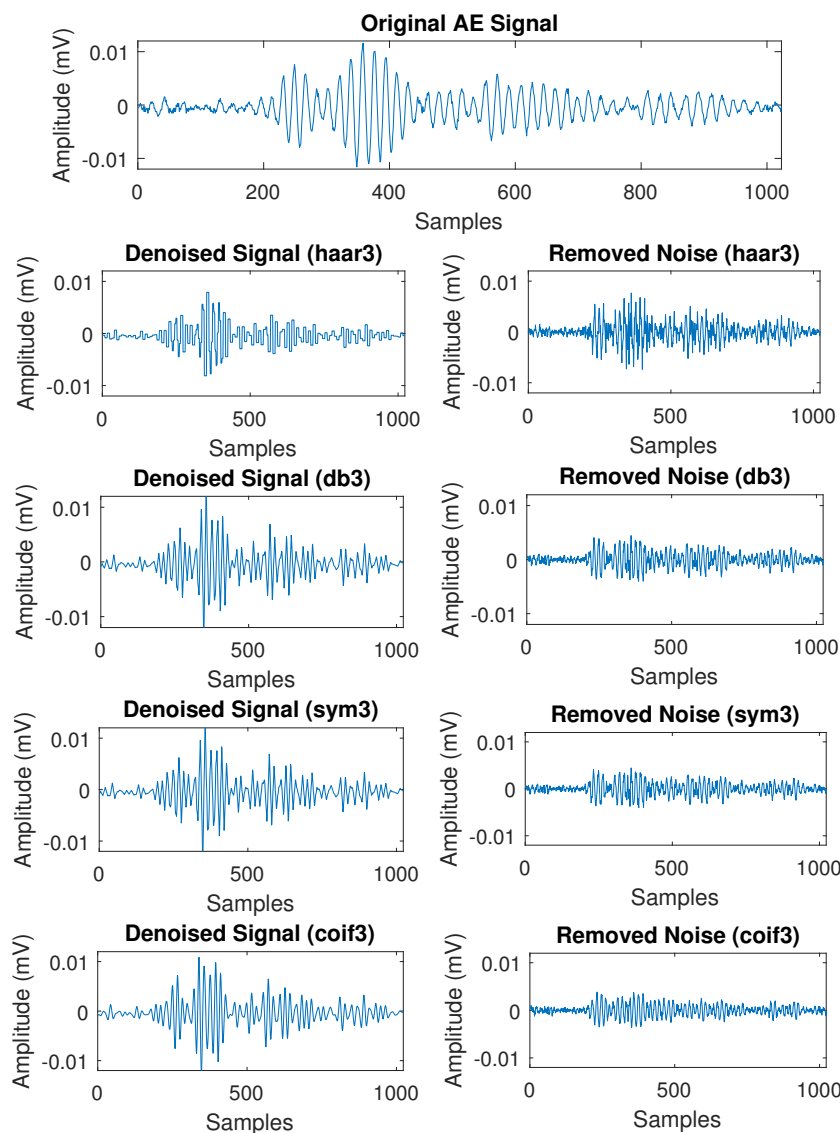 Original AE Signal
Amplitude (mV)
0.01
0
-0.01
0 200 400 600 800 1000
Samples
Denoised Signal (haar3)
Amplitude (mV)
0.01
0
-0.01
0 500 1000
Samples
Removed Noise (haar3)
Amplitude (mV)
0.01
0
-0.01
0 500 1000
Samples
Denoised Signal (db3)
Amplitude (mV)
0.01
0
-0.01
0 500 1000
Samples
Removed Noise (db3)
Amplitude (mV)
0.01
0
-0.01
0 500 1000
Samples
Denoised Signal (sym3)
Amplitude (mV)
0.01
0
-0.01
0 500 1000
Samples
Removed Noise (sym3)
Amplitude (mV)
0.01
0
-0.01
0 500 1000
Samples
Denoised Signal (coif3)
Amplitude (mV)
0.01
0
-0.01
0 500 1000
Samples
Removed Noise (coif3)
Amplitude (mV)
0.01
0
-0.01
0 500 1000
Samples